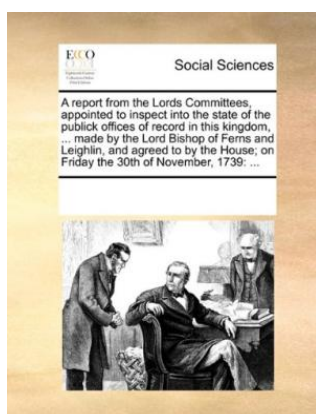 ECCO
Social Sciences
A report from the Lords Committees,
appointed to inspect into the state of the
publick offices of record in this kingdom,
... made by the Lord Bishop of Ferns and
Leighlin, and agreed to by the House; on
Friday the 30th of November, 1739: ...